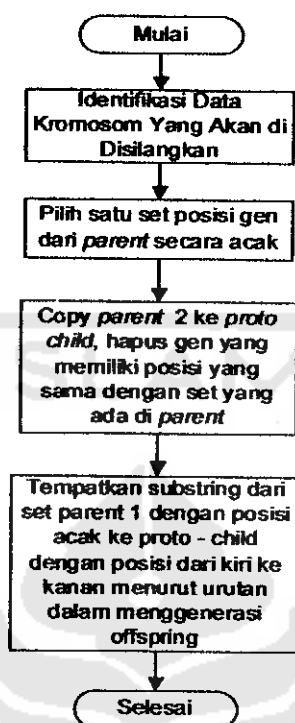 Mulai
Identifikasi Data
Kromosom Yang Akan di
Disilangkan
Pilih satu set posisi gen
dari parent secara acak
Copy parent 2 ke proto
child, hapus gen yang
memiliki posisi yang
sama dengan set yang
ada di parent
Tempatkan substring dari
set parent 1 dengan posisi
acak ke proto - child
dengan posisi dari kiri ke
kanan menurut urutan
dalam menggenerasi
offspring
Selesai